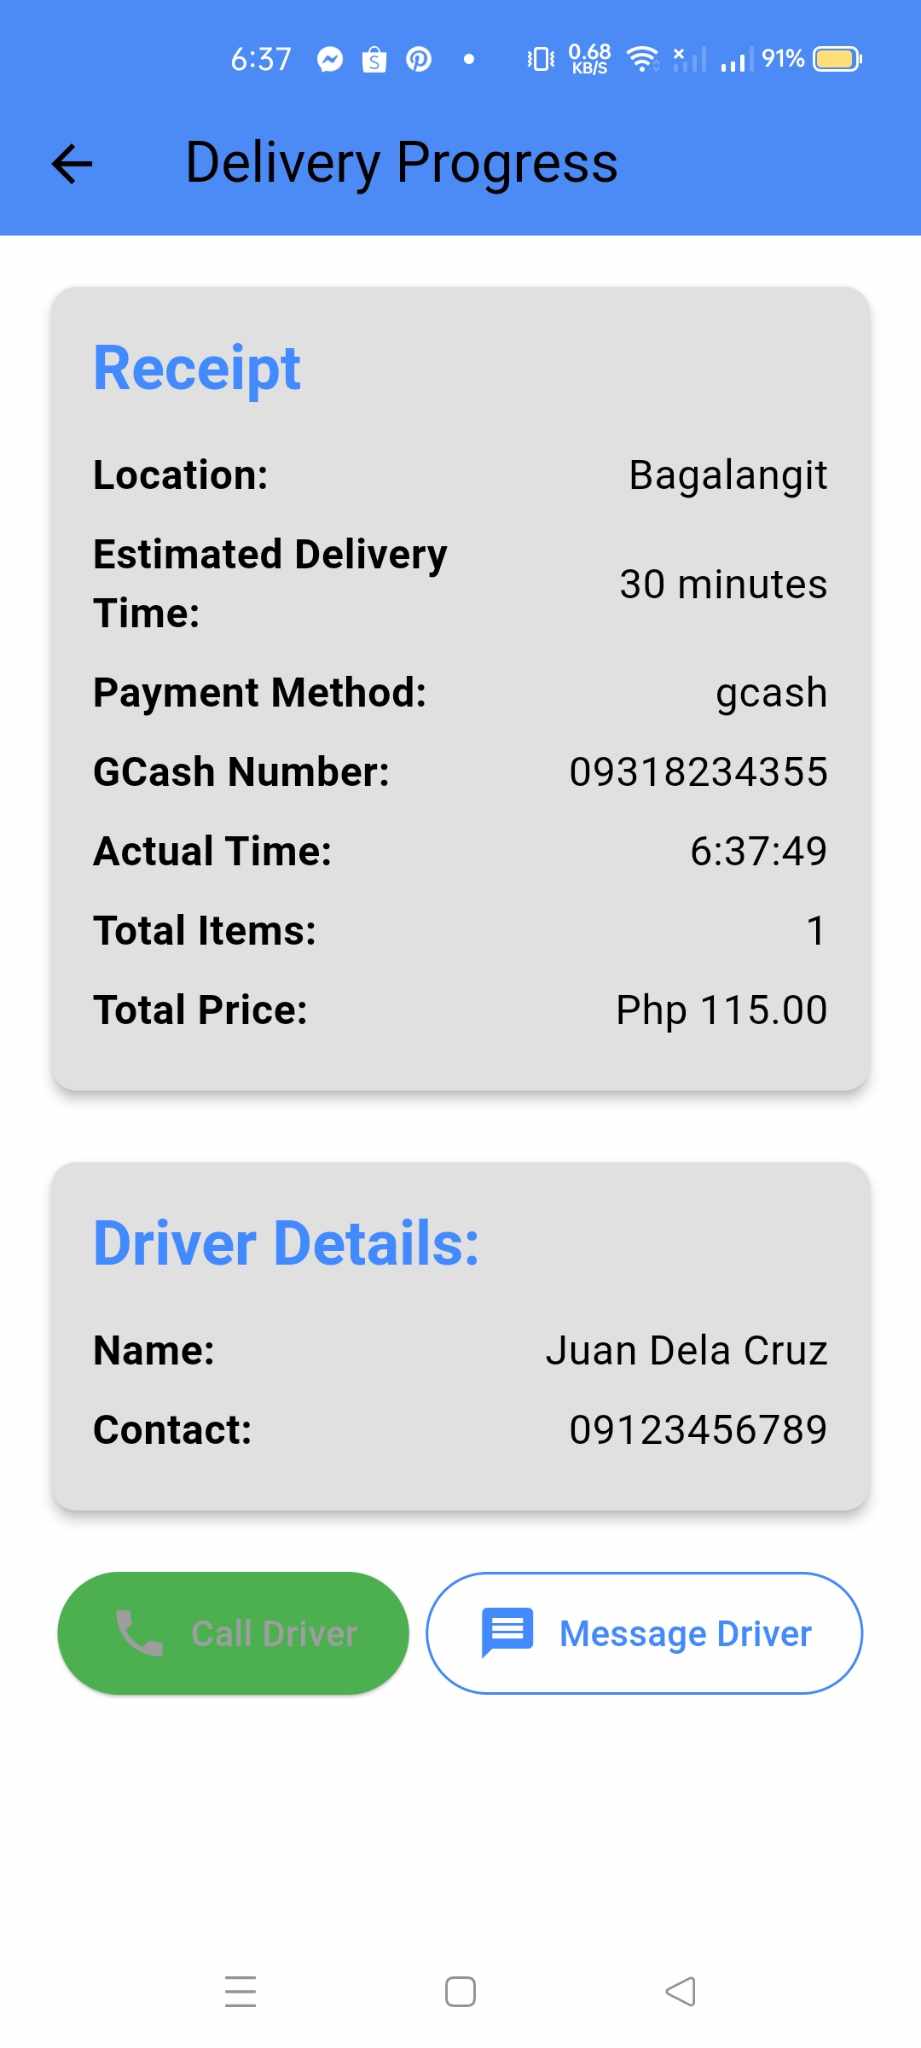 6:37 0.68 KB/S 91%
Delivery Progress
Receipt
Location: Bagalangit
Estimated Delivery Time: 30 minutes
Payment Method: gcash
GCash Number: 09318234355
Actual Time: 6:37:49
Total Items: 1
Total Price: Php 115.00
Driver Details:
Name: Juan Dela Cruz
Contact: 09123456789
Call Driver Message Driver